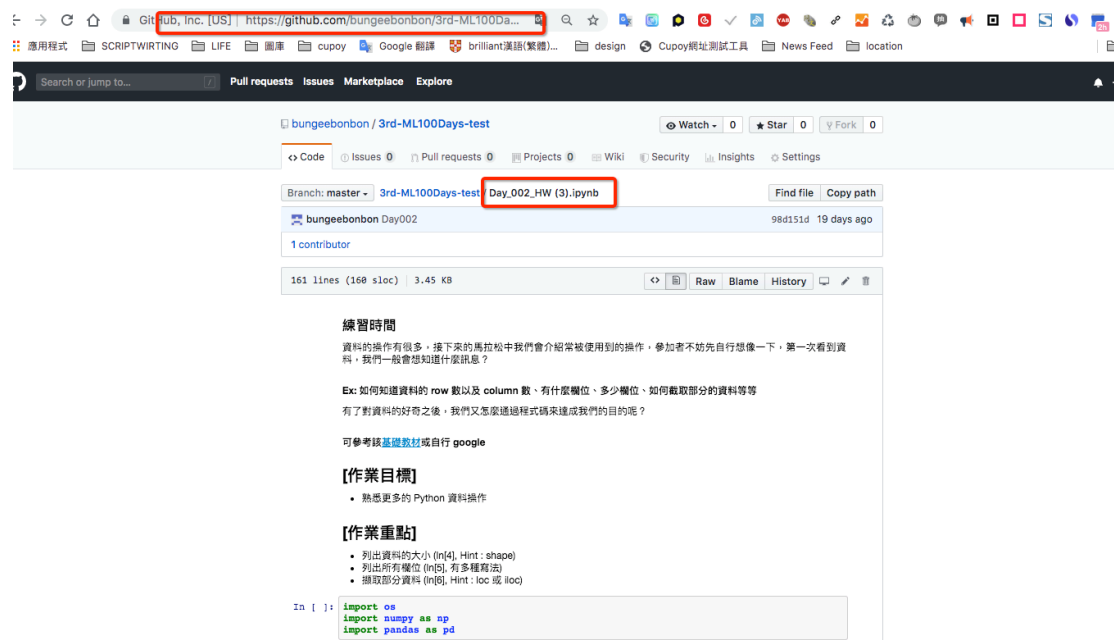 GitHub, Inc. [US] | https://github.com/bungeebonbon/3rd-ML100Da...
應用程式 SCRIPTWIRTING LIFE 圖庫 cupoy Google 翻譯 brilliant漢語(繁體)... design Cupoy網址測試工具 News Feed location
Search or jump to... / Pull requests Issues Marketplace Explore
bungeebonbon / 3rd-ML100Days-test Watch 0 Star 0 Fork 0
Code Issues 0 Pull requests 0 Projects 0 Wiki Security Insights Settings
Branch: master 3rd-ML100Days-test / Day_002_HW (3).ipynb Find file Copy path
bungeebonbon Day002 98d151d 19 days ago
1 contributor
161 lines (160 sloc) | 3.45 KB <> Raw Blame History
練習時間
資料的操作有很多，接下來的馬拉松中我們會介紹常被使用到的操作，參加者不妨先自行想像一下，第一次看到資
料，我們一般會想知道什麼訊息？
Ex: 如何知道資料的 row 數以及 column 數、有什麼欄位、多少欄位、如何截取部分的資料等等
有了對資料的好奇之後，我們又怎麼通過程式碼來達成我們的目的呢？
可參考該基礎教材或自行 google
[作業目標]
• 熟悉更多的 Python 資料操作
[作業重點]
• 列出資料的大小 (In[4], Hint : shape)
• 列出所有欄位 (In[5], 有多種寫法)
• 擷取部分資料 (In[6], Hint : loc 或 iloc)
In [ ]: import os
import numpy as np
import pandas as pd